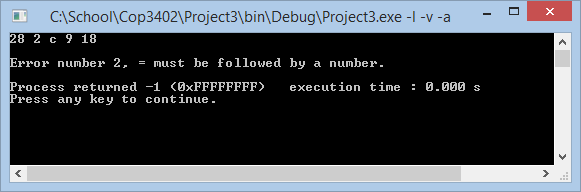 C:\School\Cop3402\Project3\bin\Debug\Project3.exe -l -v -a
28 2 c 9 18
Error number 2, = must be followed by a number.
Process returned -1 (0xFFFFFFFF)   execution time : 0.000 s
Press any key to continue.